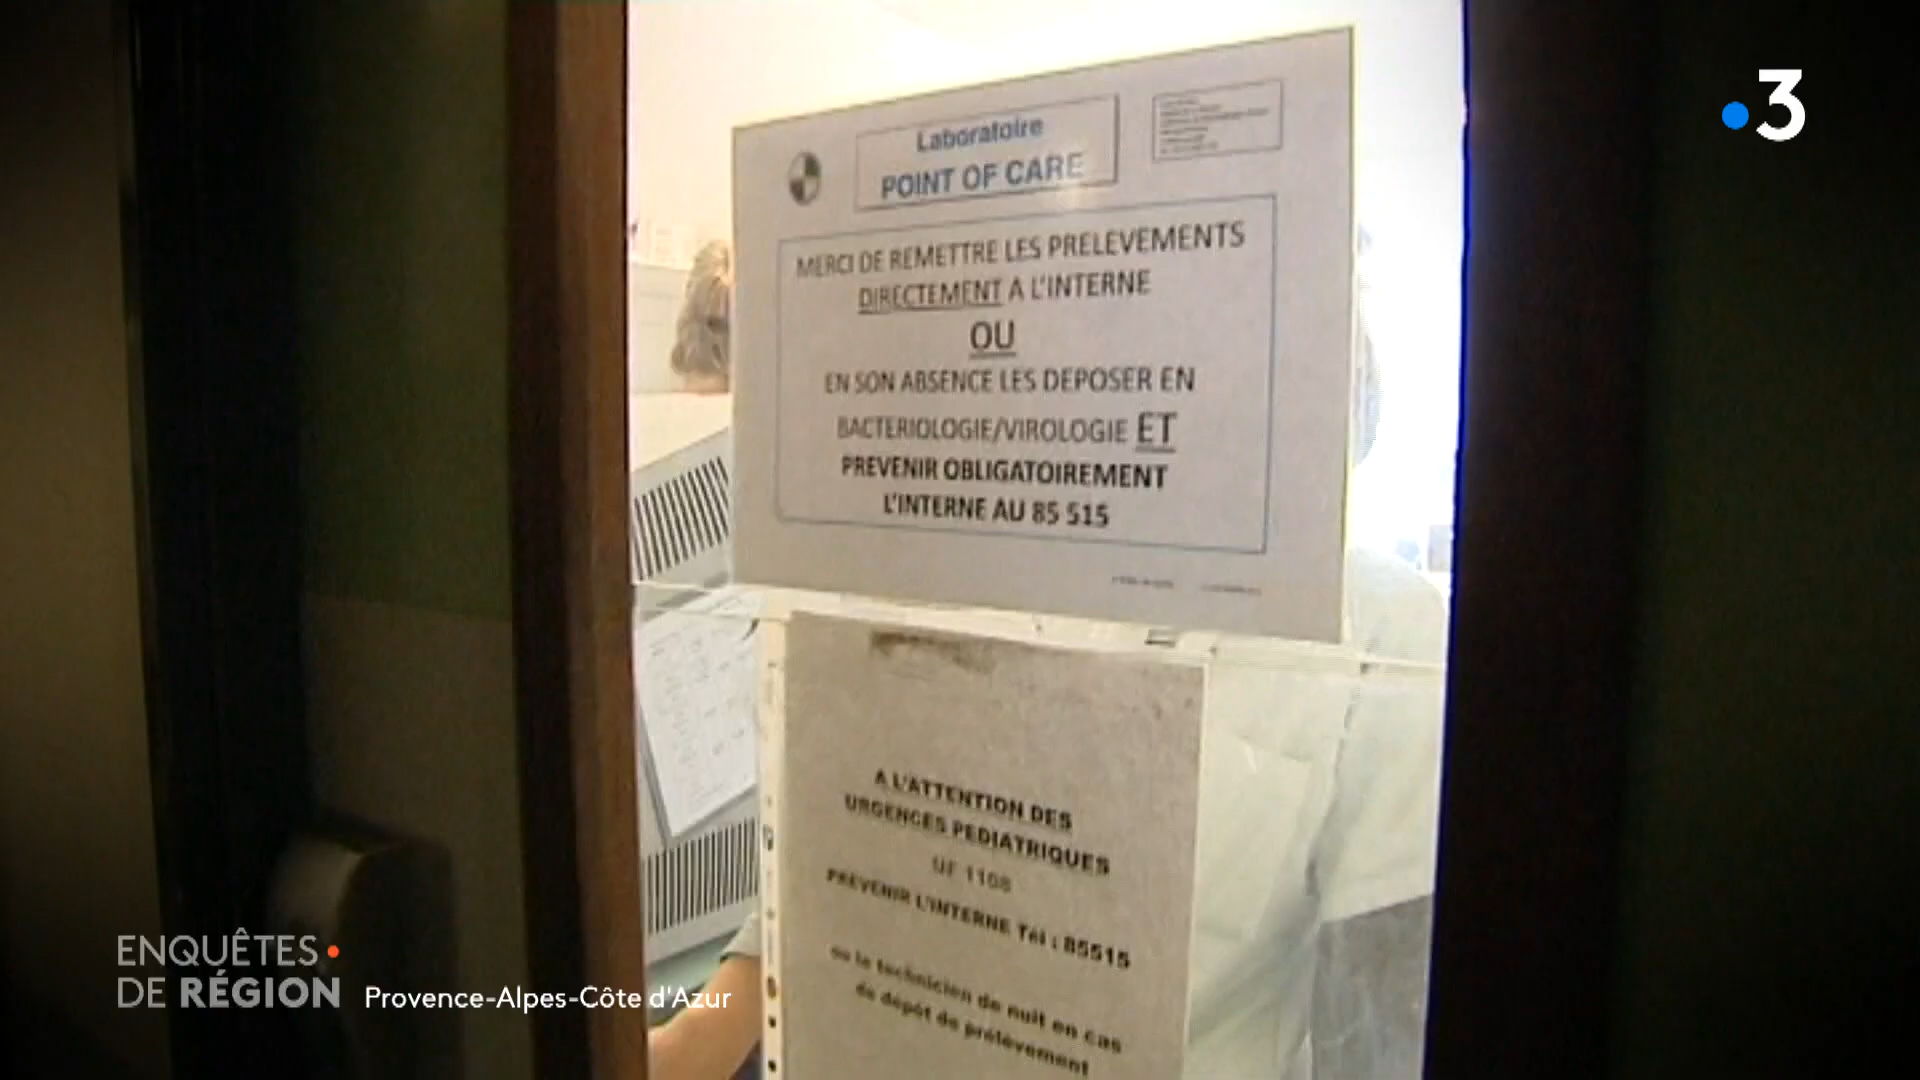 3
Laboratoire
POINT OF CARE
MERCI DE REMETTRE LES PRELEVEMENTS
DIRECTEMENT A L'INTERNE
OU
EN SON ABSENCE LES DEPOSER EN
BACTERIOLOGIE/VIROLOGIE ET
PREVENIR OBLIGATOIREMENT
L'INTERNE AU 85 515
A L'ATTENTION DES
URGENCES PEDIATRIQUES
UF 1108
PREVENIR L'INTERNE Tél : 85515
ou le technicien de nuit en cas
de dépôt de prélèvement
ENQUÊTES
DE RÉGION Provence-Alpes-Côte d'Azur